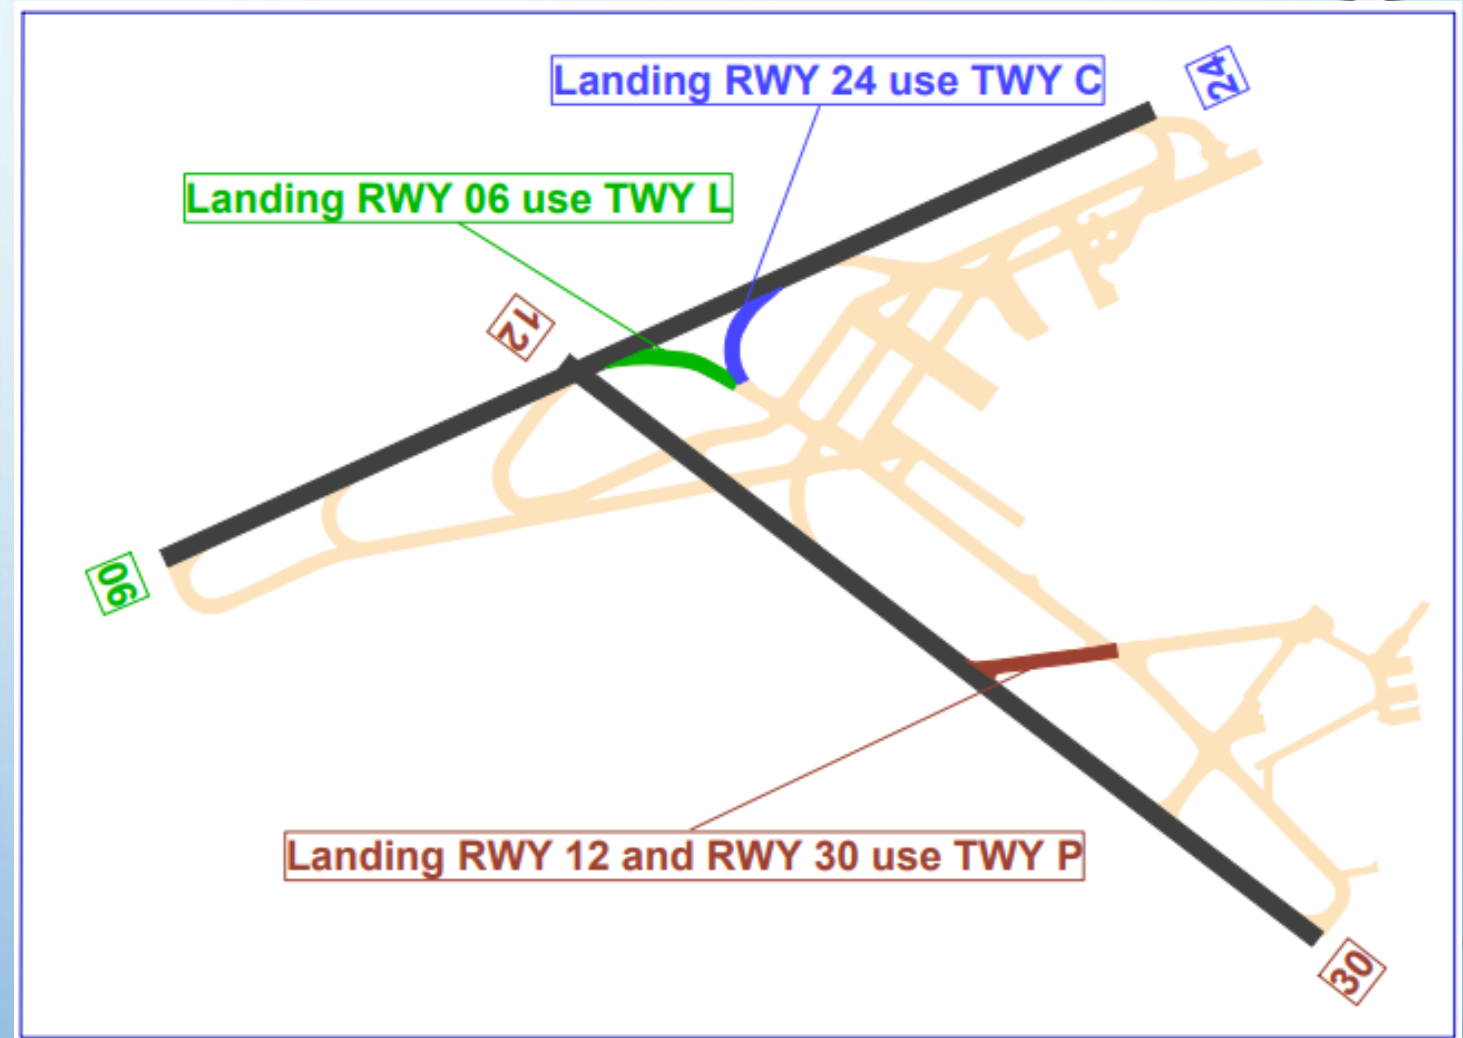 Landing RWY 24 use TWY C
24
Landing RWY 06 use TWY L
12
06
Landing RWY 12 and RWY 30 use TWY P
30